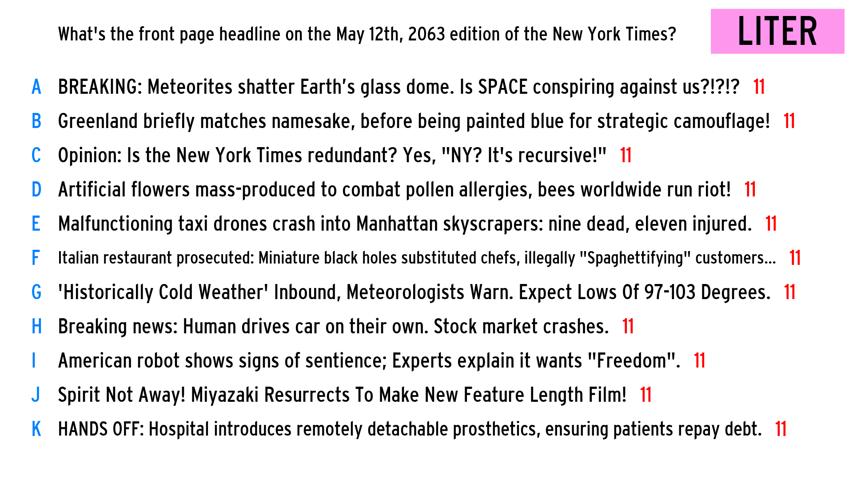 What's the front page headline on the May 12th, 2063 edition of the New York Times?
LITER
A BREAKING: Meteorites shatter Earth's glass dome. Is SPACE conspiring against us?!?!? 11
B Greenland briefly matches namesake, before being painted blue for strategic camouflage! 11
C Opinion: Is the New York Times redundant? Yes, "NY? It's recursive!" 11
D Artificial flowers mass-produced to combat pollen allergies, bees worldwide run riot! 11
E Malfunctioning taxi drones crash into Manhattan skyscrapers: nine dead, eleven injured. 11
F Italian restaurant prosecuted: Miniature black holes substituted chefs, illegally "Spaghettifying" customers... 11
G 'Historically Cold Weather' Inbound, Meteorologists Warn. Expect Lows Of 97-103 Degrees. 11
H Breaking news: Human drives car on their own. Stock market crashes. 11
I American robot shows signs of sentience; Experts explain it wants "Freedom". 11
J Spirit Not Away! Miyazaki Resurrects To Make New Feature Length Film! 11
K HANDS OFF: Hospital introduces remotely detachable prosthetics, ensuring patients repay debt. 11